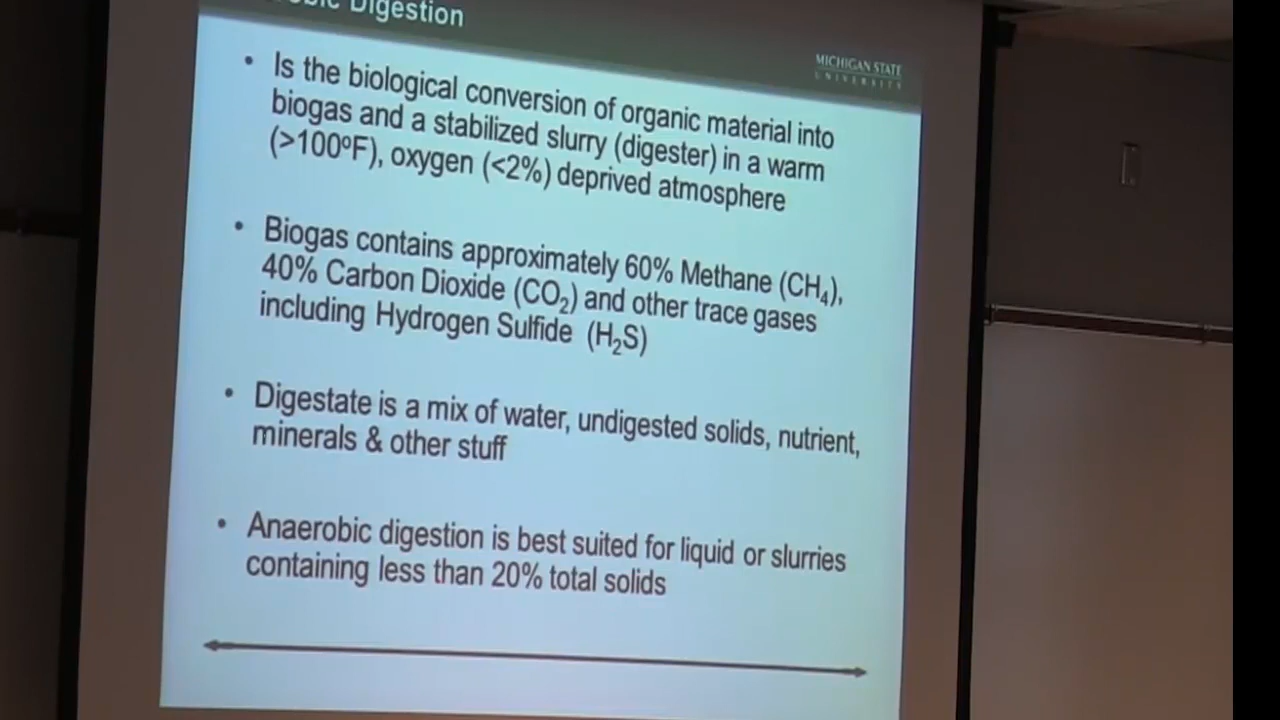 Digestion
MICHIGAN STATE
UNIVERSITY
• Is the biological conversion of organic material into
biogas and a stabilized slurry (digester) in a warm
(>100ºF), oxygen (<2%) deprived atmosphere
• Biogas contains approximately 60% Methane (CH₄),
40% Carbon Dioxide (CO₂) and other trace gases
including Hydrogen Sulfide (H₂S)
• Digestate is a mix of water, undigested solids, nutrient,
minerals & other stuff
• Anaerobic digestion is best suited for liquid or slurries
containing less than 20% total solids